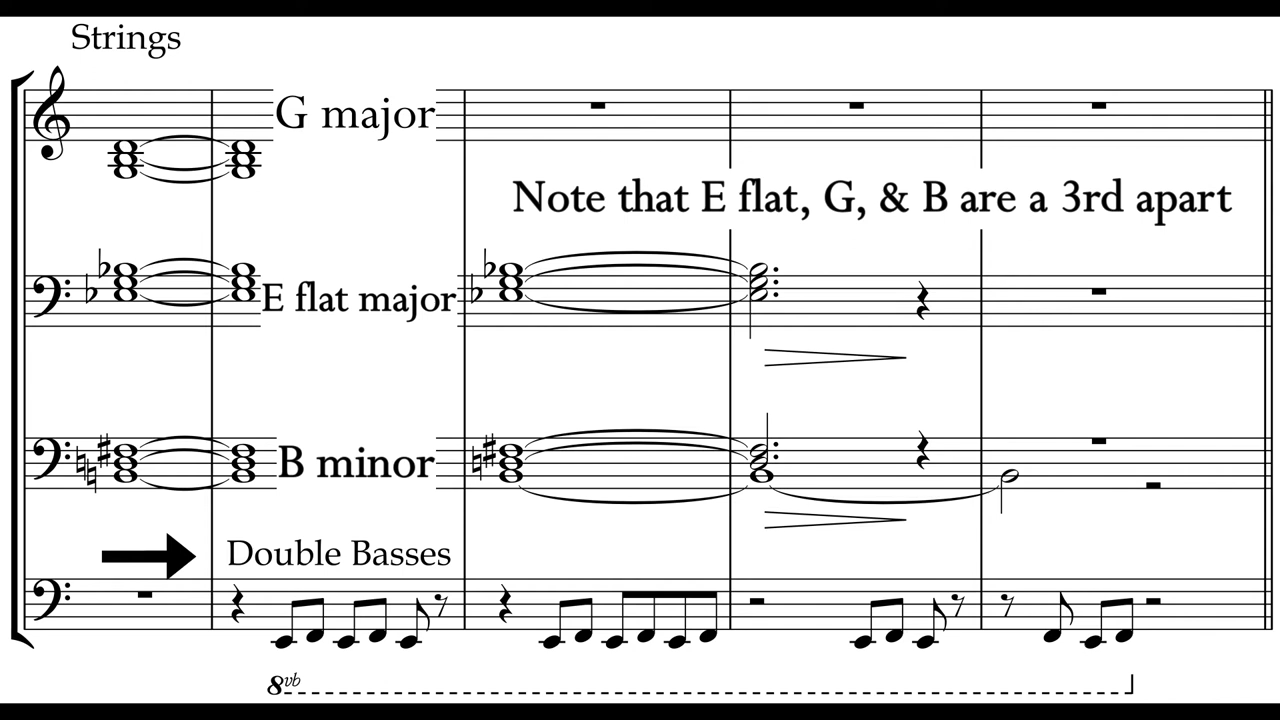 Strings
G major
Note that E flat, G, & B are a 3rd apart
E flat major
B minor
Double Basses
8vb